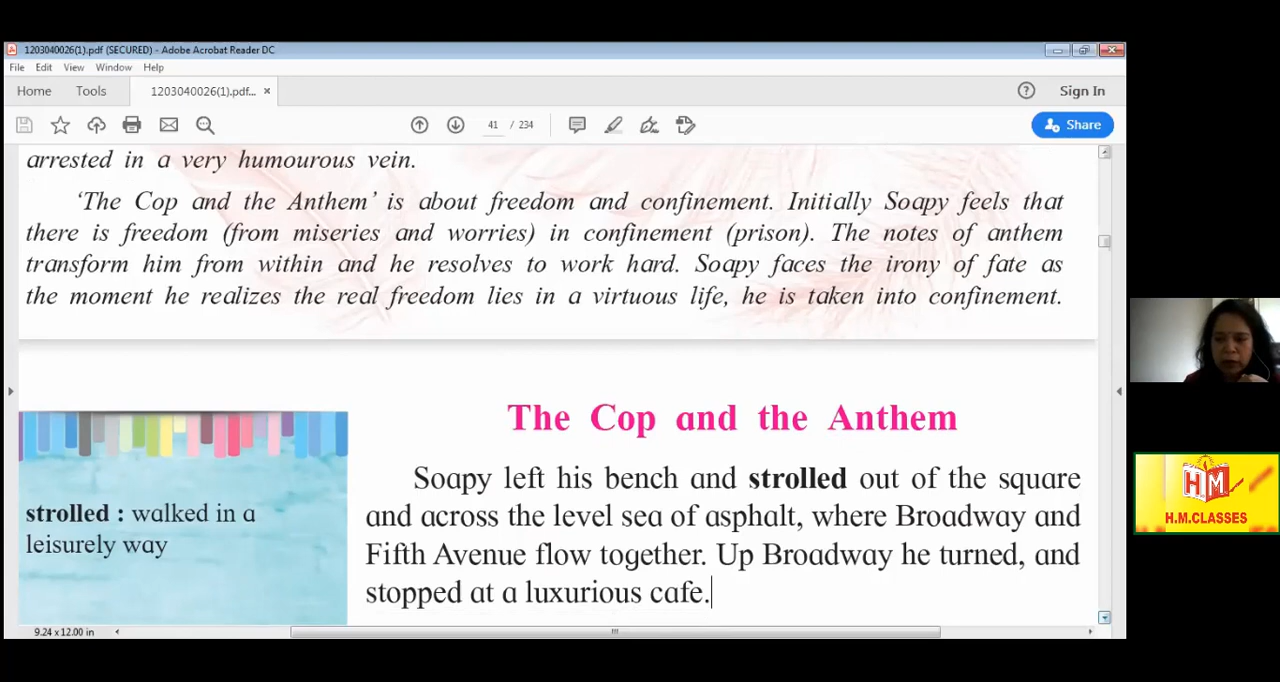 1203040026(1).pdf (SECURED) - Adobe Acrobat Reader DC
File Edit View Window Help
Home Tools 1203040026(1).pdf... × Sign In
41 / 234 Share
arrested in a very humourous vein.
‘The Cop and the Anthem’ is about freedom and confinement. Initially Soapy feels that
there is freedom (from miseries and worries) in confinement (prison). The notes of anthem
transform him from within and he resolves to work hard. Soapy faces the irony of fate as
the moment he realizes the real freedom lies in a virtuous life, he is taken into confinement.
The Cop and the Anthem
Soapy left his bench and strolled out of the square
and across the level sea of asphalt, where Broadway and
Fifth Avenue flow together. Up Broadway he turned, and
stopped at a luxurious cafe.
strolled : walked in a
leisurely way
9.24 x 12.00 in
HM
H.M.CLASSES